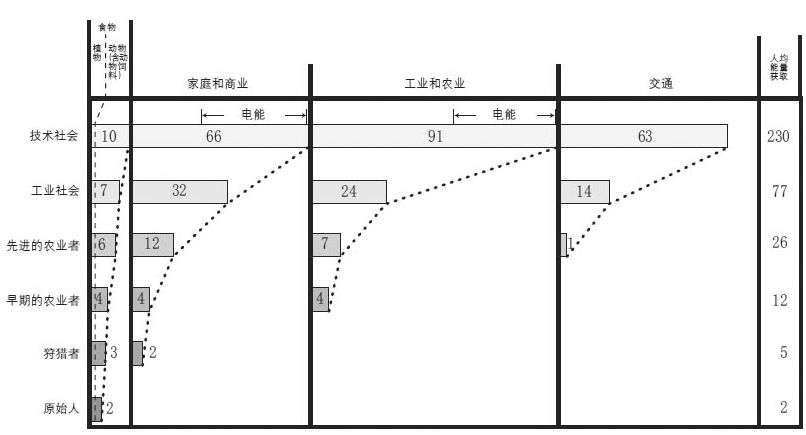 食物
植物
动物
(含动
物饲
料)
家庭和商业
工业和农业
交通
人均
能量
获取
电能
电能
技术社会 10 66 91 63 230
工业社会 7 32 24 14 77
先进的农业者 6 12 7 1 26
早期的农业者 4 4 4 12
狩猎者 3 2 5
原始人 2 2